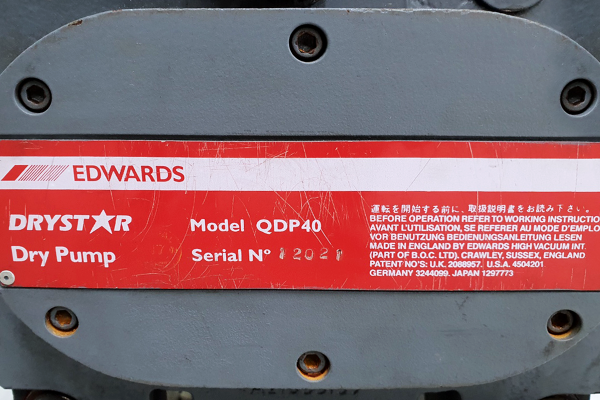 EDWARDS
DRYSTAR
Dry Pump
Model QDP40
Serial Nº 12021
運転を開始する前に、取扱説明書をお読み下さい。
BEFORE OPERATION REFER TO WORKING INSTRUCTIO
AVANT L'UTILISATION, SE REFERER AU MODE D'EMPLO
VOR BENUTZUNG BEDIENUNGSANLEITUNG LESEN
MADE IN ENGLAND BY EDWARDS HIGH VACUUM INT.
(PART OF B.O.C. LTD). CRAWLEY, SUSSEX, ENGLAND
PATENT NO'S: U.K. 2088957. U.S.A. 4504201
GERMANY 3244099. JAPAN 1297773